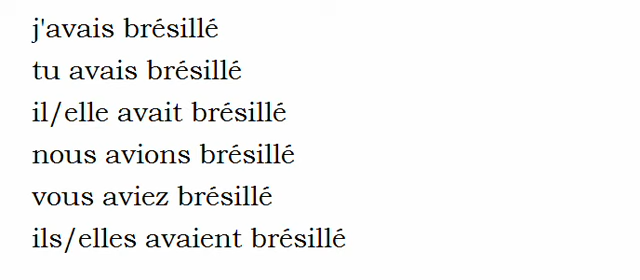 j'avais brésillé
tu avais brésillé
il/elle avait brésillé
nous avions brésillé
vous aviez brésillé
ils/elles avaient brésillé